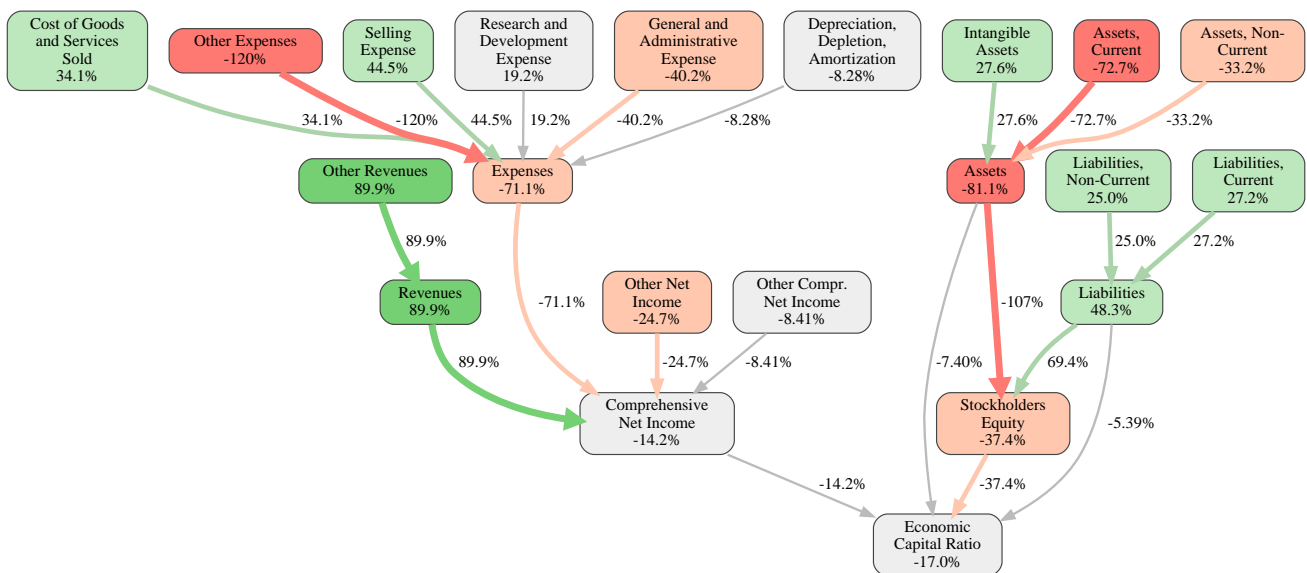 Cost of Goods
and Services
Sold
34.1%
Other Expenses
-120%
Selling
Expense
44.5%
Research and
Development
Expense
19.2%
General and
Administrative
Expense
-40.2%
Depreciation,
Depletion,
Amortization
-8.28%
Intangible
Assets
27.6%
Assets,
Current
-72.7%
Assets, Non-
Current
-33.2%
34.1%
-120%
44.5%
19.2%
-40.2%
-8.28%
27.6%
-72.7%
-33.2%
Other Revenues
89.9%
Expenses
-71.1%
Assets
-81.1%
Liabilities,
Non-Current
25.0%
Liabilities,
Current
27.2%
89.9%
25.0%
27.2%
Revenues
89.9%
-71.1%
Other Net
Income
-24.7%
Other Compr.
Net Income
-8.41%
-107%
Liabilities
48.3%
89.9%
-24.7%
-8.41%
-7.40%
69.4%
Comprehensive
Net Income
-14.2%
Stockholders
Equity
-37.4%
-5.39%
-14.2%
-37.4%
Economic
Capital Ratio
-17.0%